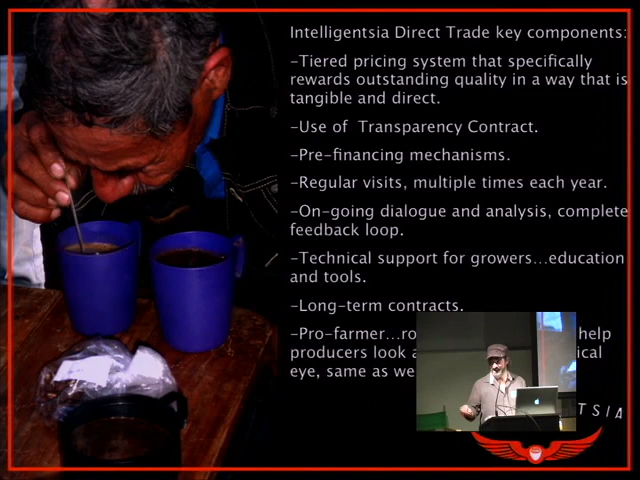 Intelligentsia Direct Trade key components:
-Tiered pricing system that specifically
rewards outstanding quality in a way that is
tangible and direct.
-Use of  Transparency Contract.
-Pre-financing mechanisms.
-Regular visits, multiple times each year.
-On-going dialogue and analysis, complete
feedback loop.
-Technical support for growers...education
and tools.
-Long-term contracts.
-Pro-farmer... help
producers look
eye, same as
TSIA